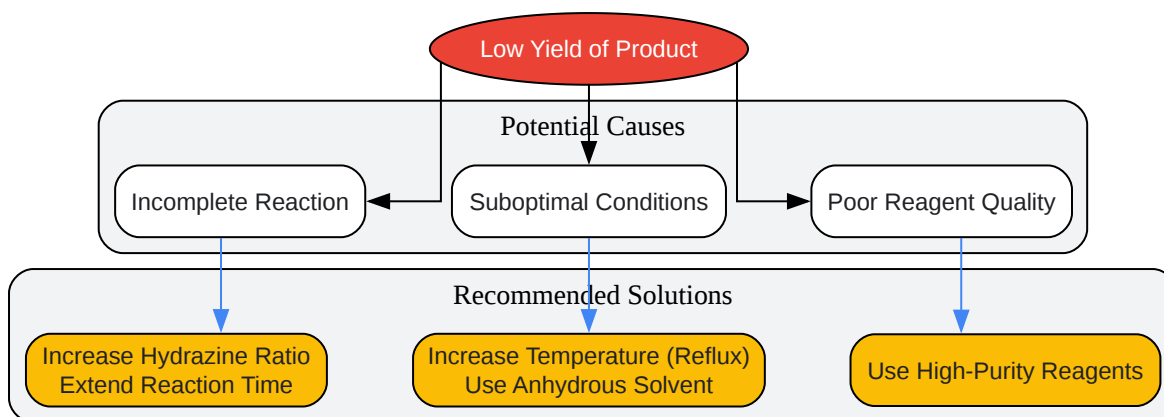 Low Yield of Product
Potential Causes
Incomplete Reaction
Suboptimal Conditions
Poor Reagent Quality
Recommended Solutions
Increase Hydrazine Ratio
Extend Reaction Time
Increase Temperature (Reflux)
Use Anhydrous Solvent
Use High-Purity Reagents